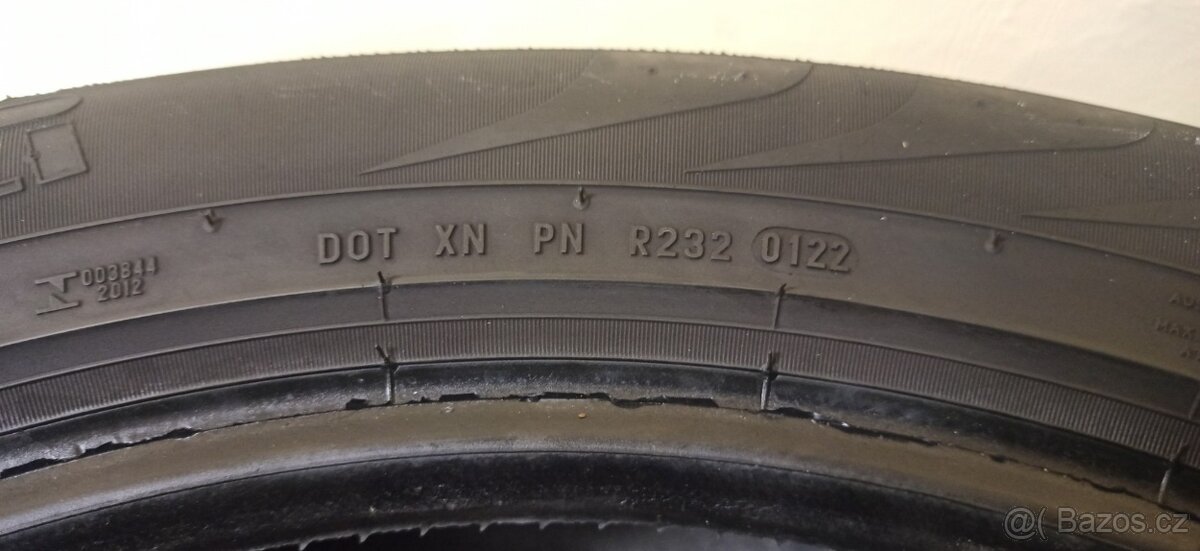 DOT XN PN R232 0122
003844
2012
@( Bazos.cz